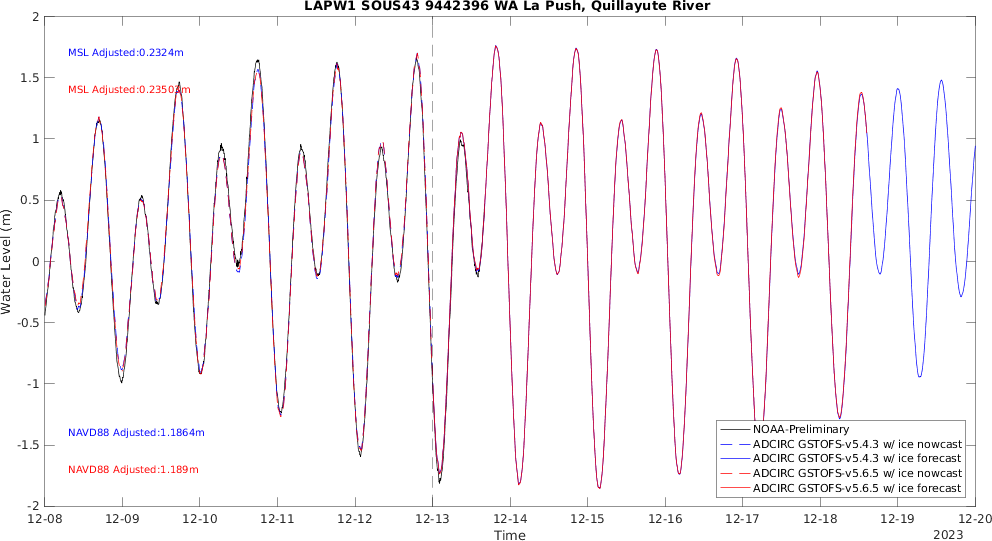 LAPW1 SOUS43 9442396 WA La Push, Quillayute River
2
1.5
1
0.5
0
-0.5
-1
-1.5
-2
Water Level (m)
MSL Adjusted:0.2324m
MSL Adjusted:0.23503m
NAVD88 Adjusted:1.1864m
NAVD88 Adjusted:1.189m
NOAA-Preliminary
ADCIRC GSTOFS-v5.4.3 w/ ice nowcast
ADCIRC GSTOFS-v5.4.3 w/ ice forecast
ADCIRC GSTOFS-v5.6.5 w/ ice nowcast
ADCIRC GSTOFS-v5.6.5 w/ ice forecast
12-08 12-09 12-10 12-11 12-12 12-13 12-14 12-15 12-16 12-17 12-18 12-19 12-20
Time
2023